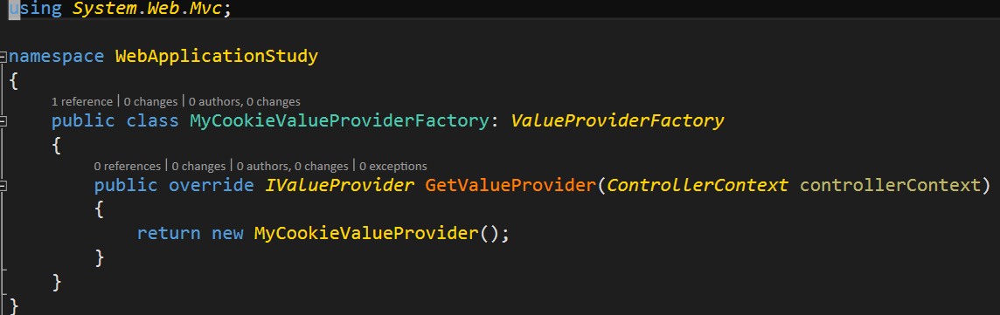 using System.Web.Mvc;
namespace WebApplicationStudy
{
1 reference | 0 changes | 0 authors, 0 changes
public class MyCookieValueProviderFactory: ValueProviderFactory
{
0 references | 0 changes | 0 authors, 0 changes | 0 exceptions
public override IValueProvider GetValueProvider(ControllerContext controllerContext)
{
return new MyCookieValueProvider();
}
}
}